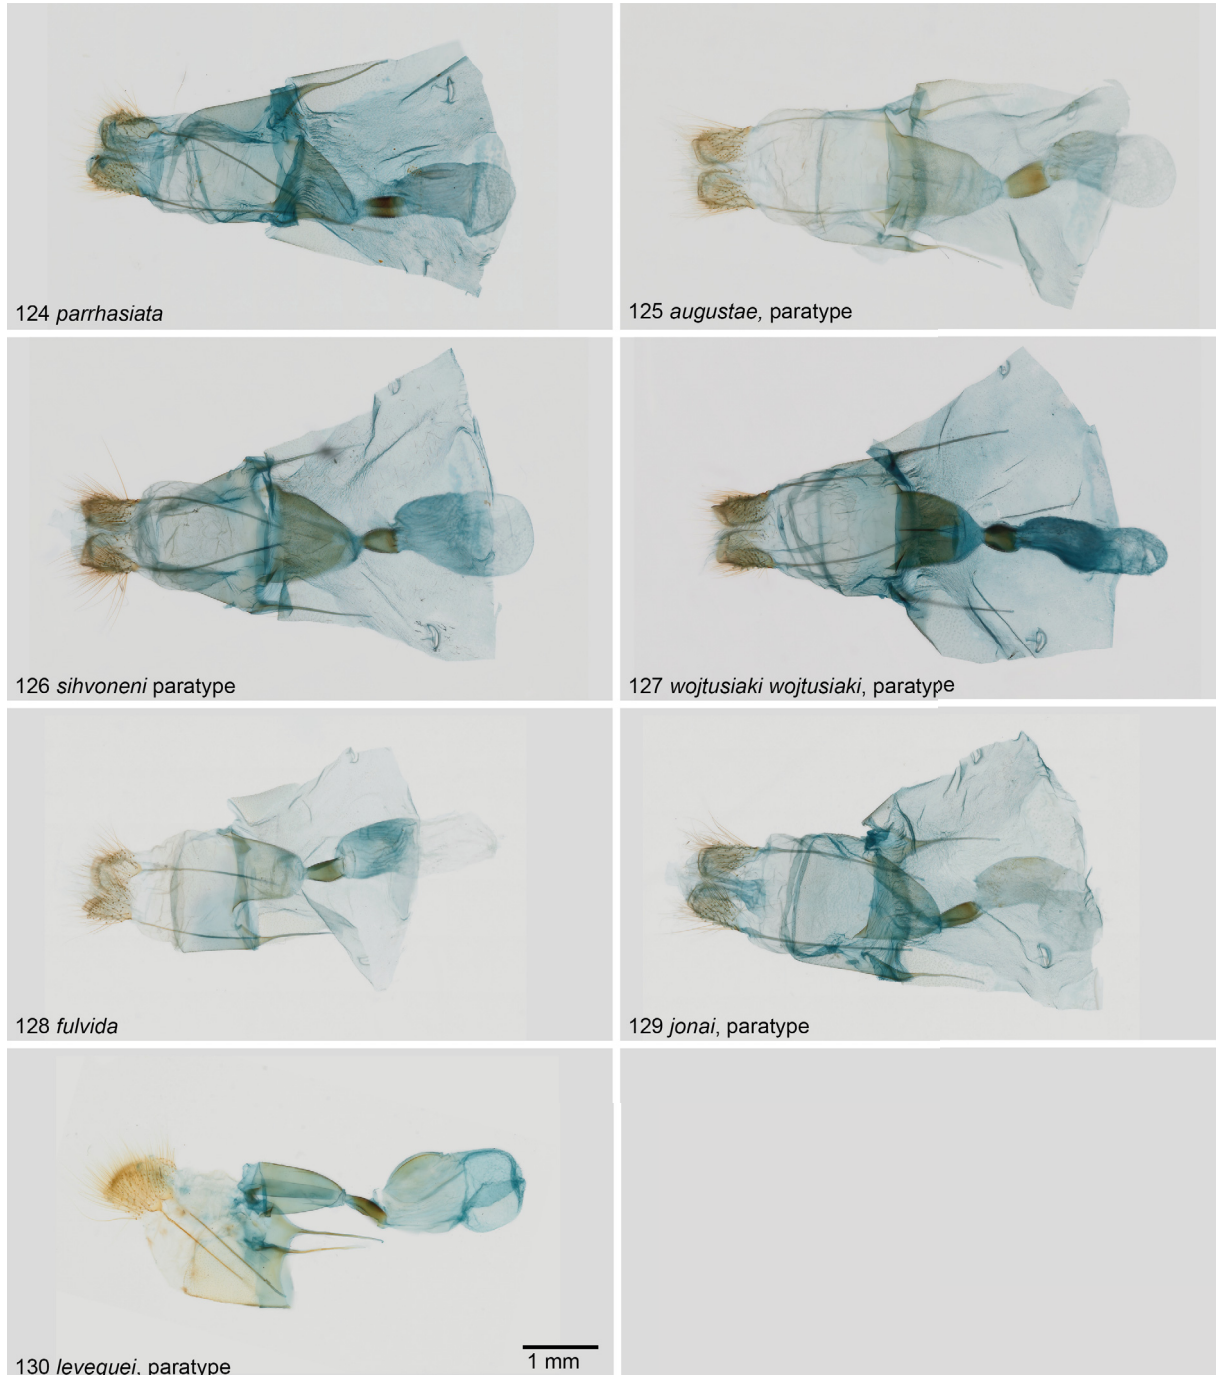 124 parrhasiata
125 augustae, paratype
126 sihvoneni paratype
127 wojtusiaki wojtusiaki, paratype
128 fulvida
129 jonai, paratype
130 leveguei, paratype
1 mm